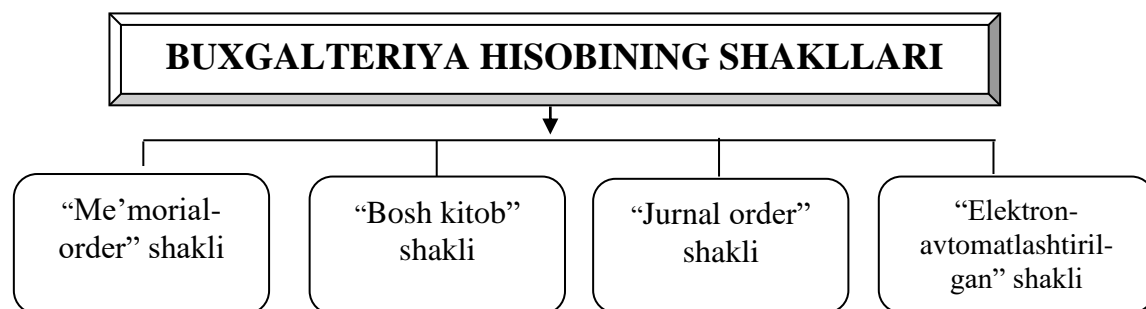 BUXGALTERIYA HISOBINING SHAKLLARI
“Me’morial-
order” shakli
“Bosh kitob”
shakli
“Jurnal order”
shakli
“Elektron-
avtomatlashtiril-
gan” shakli